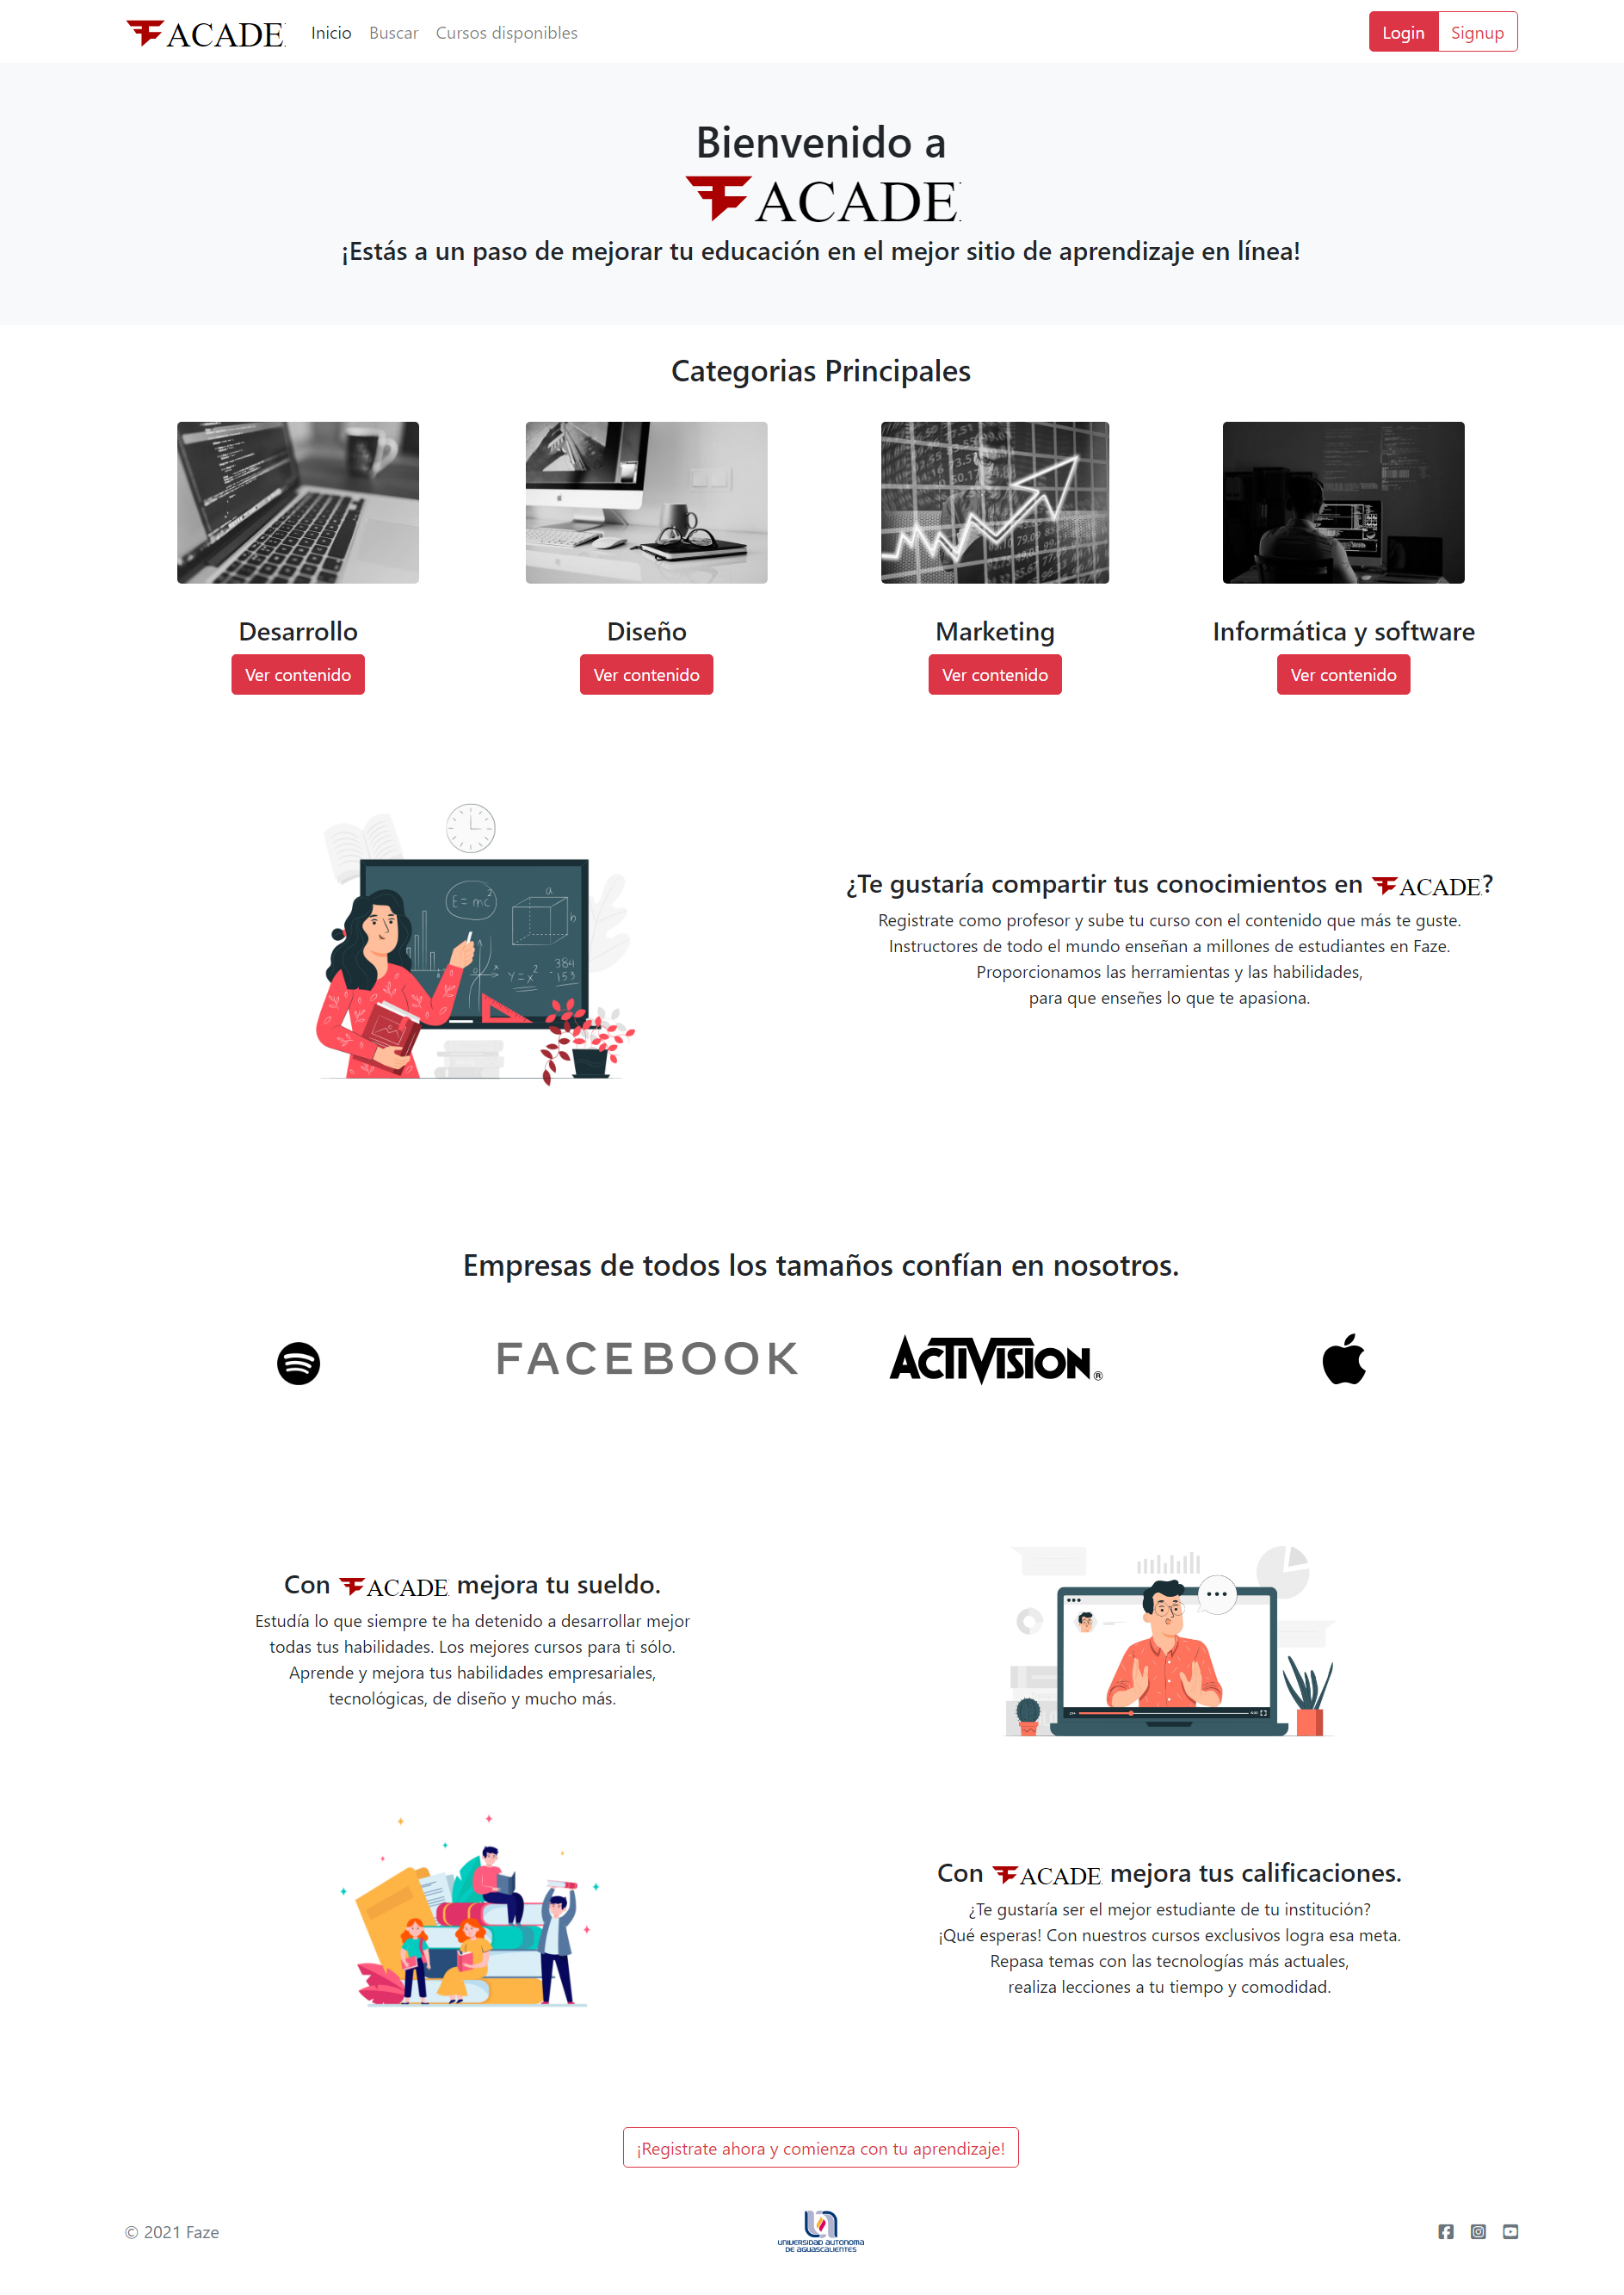 ACADE
Inicio
Buscar
Cursos disponibles
Login
Signup
Bienvenido a
ACADE
¡Estás a un paso de mejorar tu educación en el mejor sitio de aprendizaje en línea!
Categorias Principales
Desarrollo
Ver contenido
Diseño
Ver contenido
Marketing
Ver contenido
Informática y software
Ver contenido
E = mc²
a
b
Y = x²
x
384
- 153
¿Te gustaría compartir tus conocimientos en ACADE?
Registrate como profesor y sube tu curso con el contenido que más te guste.
Instructores de todo el mundo enseñan a millones de estudiantes en Faze.
Proporcionamos las herramientas y las habilidades,
para que enseñes lo que te apasiona.
Empresas de todos los tamaños confían en nosotros.
FACEBOOK
ACTIVISION®
Con ACADE mejora tu sueldo.
Estudía lo que siempre te ha detenido a desarrollar mejor
todas tus habilidades. Los mejores cursos para ti sólo.
Aprende y mejora tus habilidades empresariales,
tecnológicas, de diseño y mucho más.
Con ACADE mejora tus calificaciones.
¿Te gustaría ser el mejor estudiante de tu institución?
¡Qué esperas! Con nuestros cursos exclusivos logra esa meta.
Repasa temas con las tecnologías más actuales,
realiza lecciones a tu tiempo y comodidad.
¡Registrate ahora y comienza con tu aprendizaje!
© 2021 Faze
UNIVERSIDAD AUTONOMA
DE AGUASCALIENTES